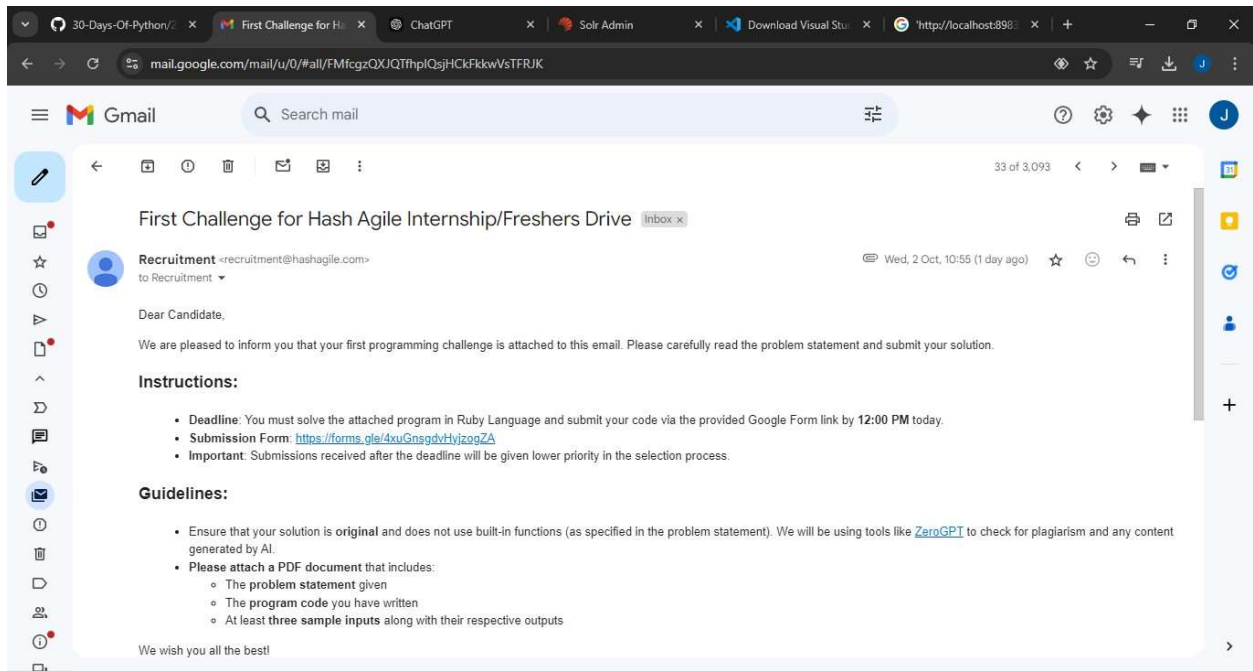 30-Days-Of-Python/2
First Challenge for Ha
ChatGPT
Solr Admin
Download Visual Stu
'http://localhost:8983
mail.google.com/mail/u/0/#all/FMfcgzQXJQTfhplQsjHCkFkkwVsTFRJK
J
Gmail
Search mail
J
33 of 3,093
31
First Challenge for Hash Agile Internship/Freshers Drive Inbox x
Recruitment <recruitment@hashagile.com>
Wed, 2 Oct, 10:55 (1 day ago)
to Recruitment
Dear Candidate,
We are pleased to inform you that your first programming challenge is attached to this email. Please carefully read the problem statement and submit your solution.
Instructions:
• Deadline: You must solve the attached program in Ruby Language and submit your code via the provided Google Form link by 12:00 PM today.
• Submission Form: https://forms.gle/4xuGnsgdvHyjzogZA
• Important: Submissions received after the deadline will be given lower priority in the selection process.
Guidelines:
• Ensure that your solution is original and does not use built-in functions (as specified in the problem statement). We will be using tools like ZeroGPT to check for plagiarism and any content
generated by AI.
• Please attach a PDF document that includes:
○ The problem statement given
○ The program code you have written
○ At least three sample inputs along with their respective outputs
We wish you all the best!